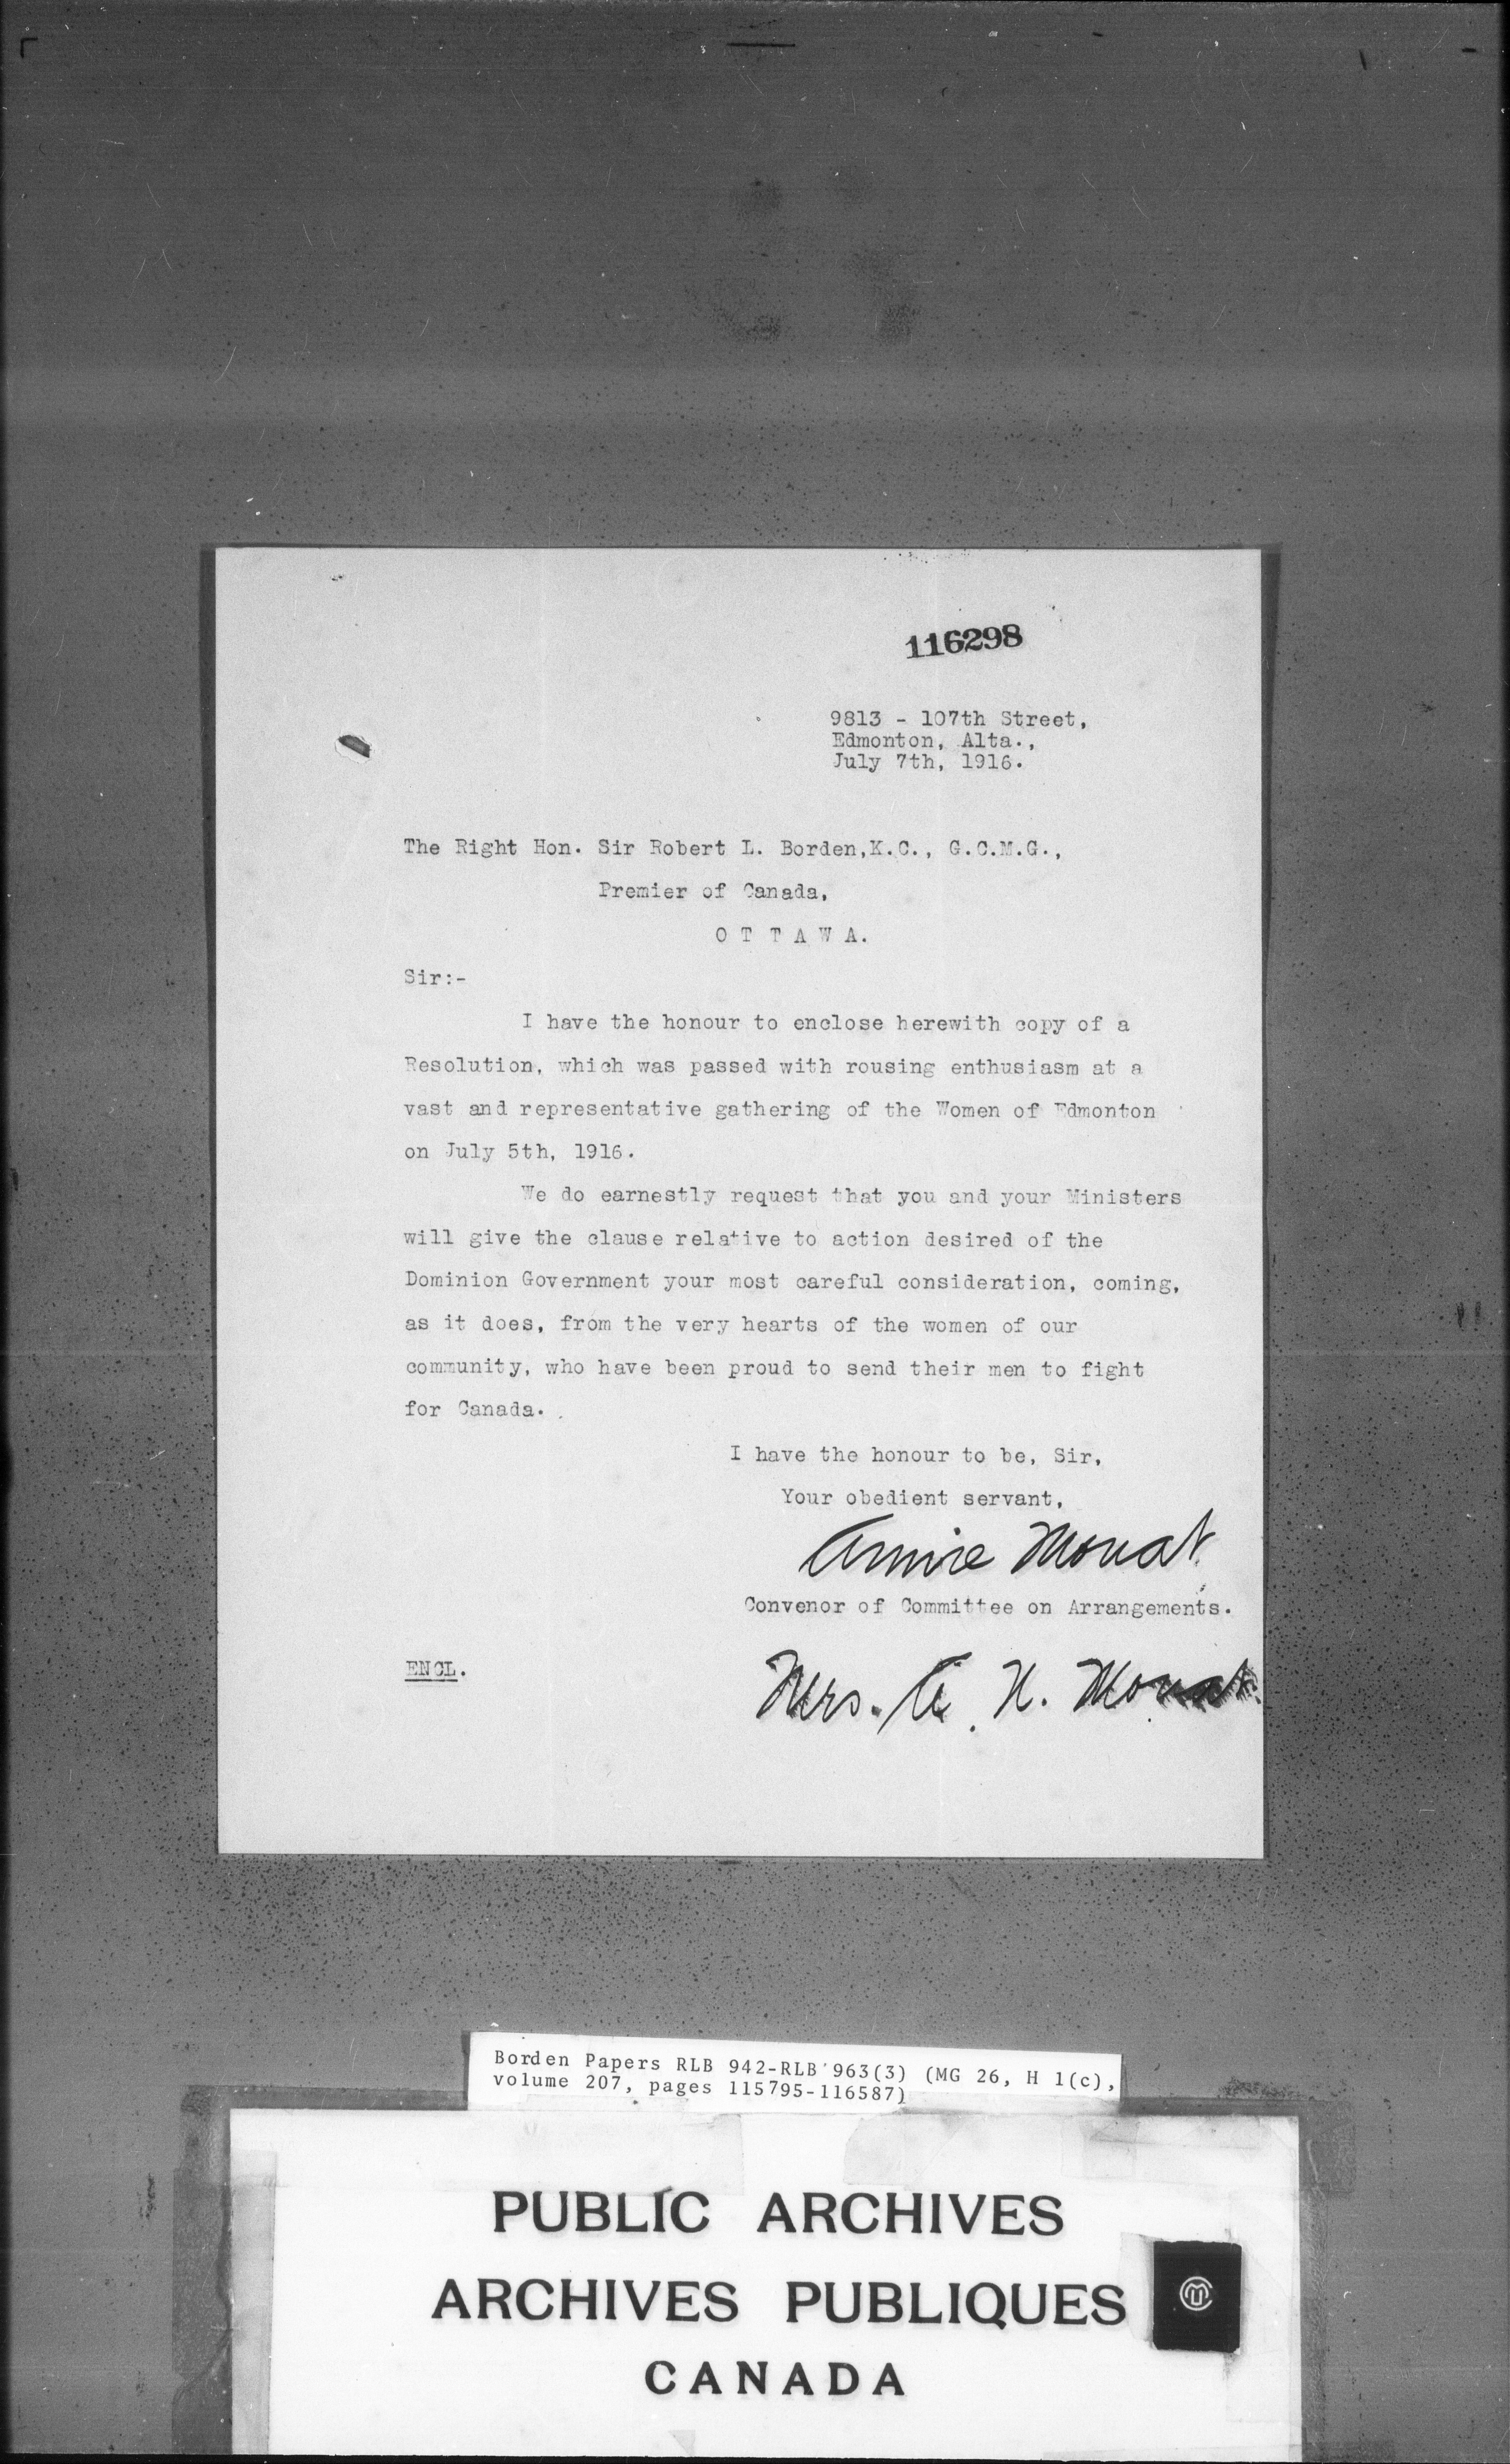 116298
9813 - 107th Street,
Edmonton, Alta.,
July 7th, 1916.
The Right Hon. Sir Robert L. Borden,K.C., G.C.M.G.,
Premier of Canada,
O T T A W A.
Sir:-
I have the honour to enclose herewith copy of a
Resolution, which was passed with rousing enthusiasm at a
vast and representative gathering of the Women of Edmonton
on July 5th, 1916.
We do earnestly request that you and your Ministers
will give the clause relative to action desired of the
Dominion Government your most careful consideration, coming,
as it does, from the very hearts of the women of our
community, who have been proud to send their men to fight
for Canada.
I have the honour to be, Sir,
Your obedient servant,
Annie Mouat
Convenor of Committee on Arrangements.
ENCL.
Mrs. A. N. Mouat
Borden Papers RLB 942-RLB 963(3) (MG 26, H 1(c),
volume 207, pages 115795-116587)
PUBLIC ARCHIVES
ARCHIVES PUBLIQUES
CANADA